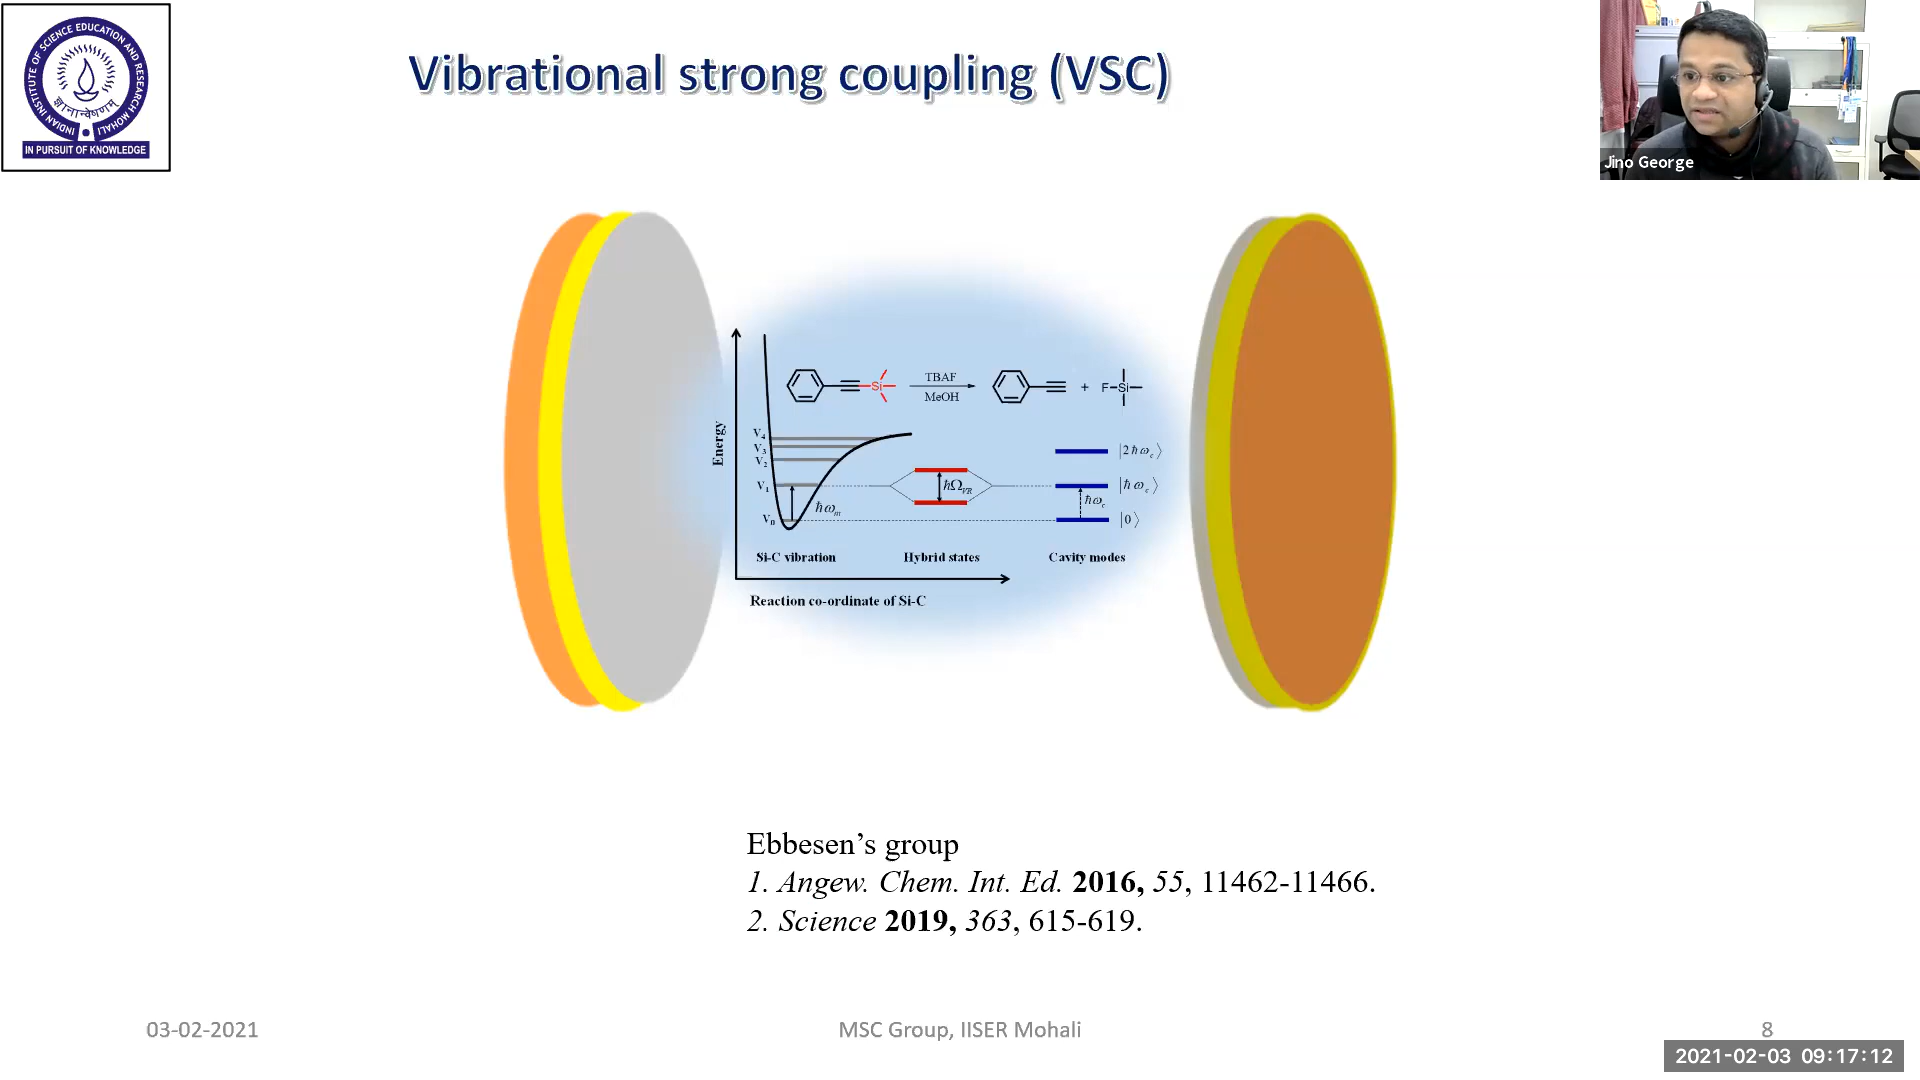 INDIAN INSTITUTE OF SCIENCE EDUCATION AND RESEARCH MOHALI
ज्ञानान्वेषणम्
IN PURSUIT OF KNOWLEDGE
Vibrational strong coupling (VSC)
Jino George
Si
TBAF
MeOH
+
F-Si
Energy
V4
V3
V2
V1
V0
ℏωm
ℏΩVR
|2ℏωc⟩
|ℏωc⟩
ℏωc
|0⟩
Si-C vibration
Hybrid states
Cavity modes
Reaction co-ordinate of Si-C
Ebbesen’s group
1. Angew. Chem. Int. Ed. 2016, 55, 11462-11466.
2. Science 2019, 363, 615-619.
03-02-2021
MSC Group, IISER Mohali
8
2021-02-03 09:17:12